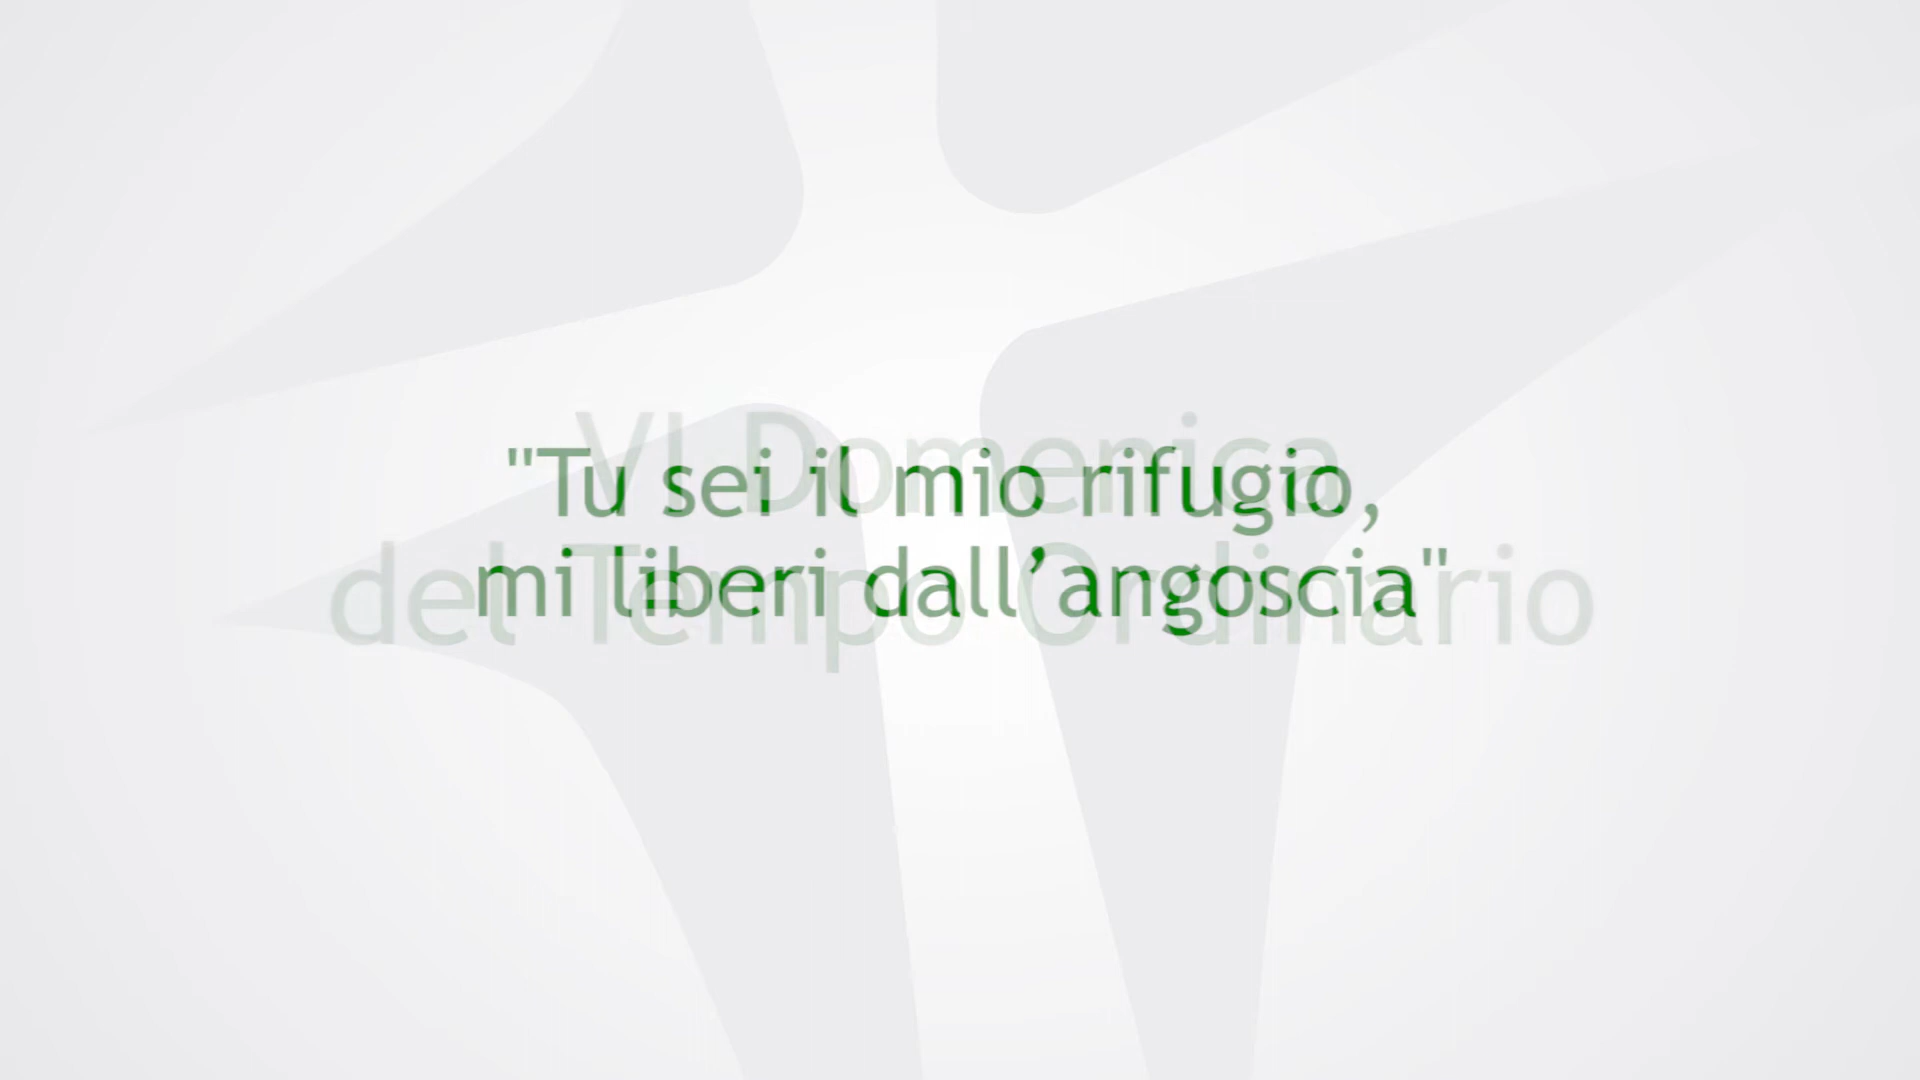 VI Domenica
del Tempo Ordinario
"Tu sei il mio rifugio,
mi liberi dall’angoscia"